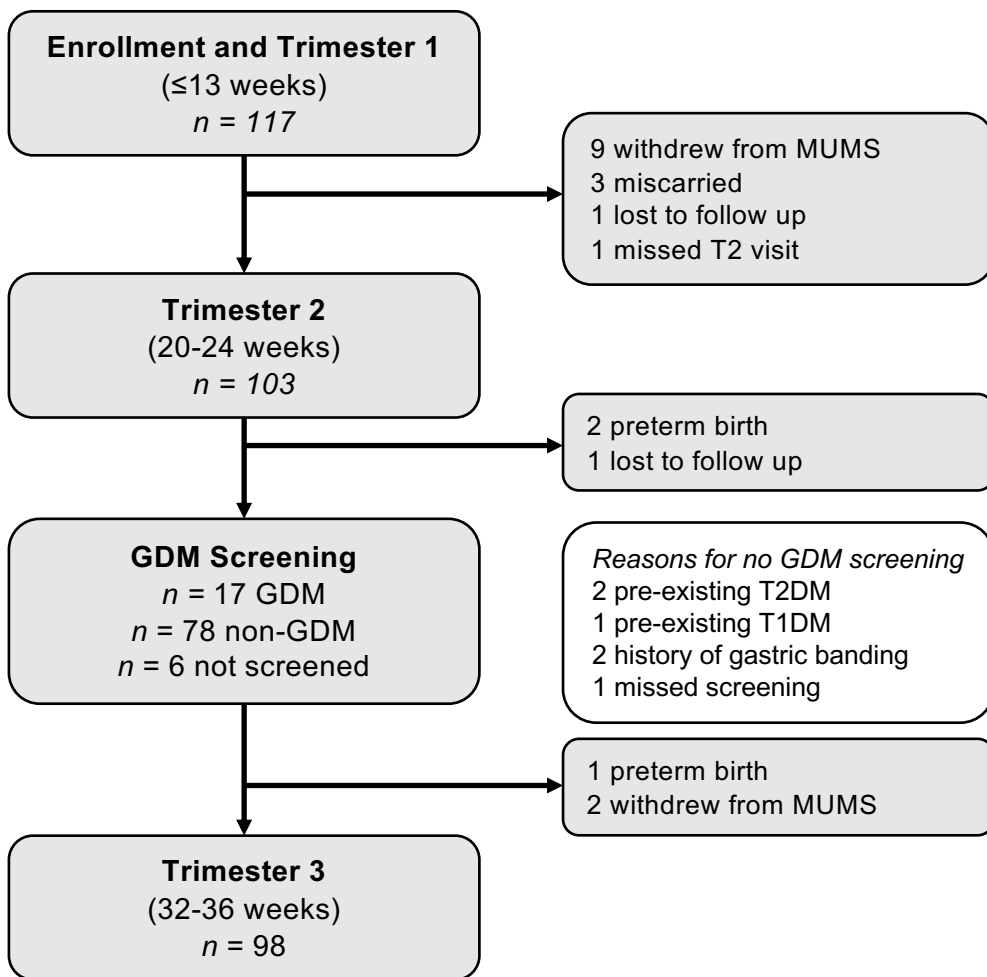 Enrollment and Trimester 1
(≤13 weeks)
n = 117
9 withdrew from MUMS
3 miscarried
1 lost to follow up
1 missed T2 visit
Trimester 2
(20-24 weeks)
n = 103
2 preterm birth
1 lost to follow up
GDM Screening
n = 17 GDM
n = 78 non-GDM
n = 6 not screened
Reasons for no GDM screening
2 pre-existing T2DM
1 pre-existing T1DM
2 history of gastric banding
1 missed screening
1 preterm birth
2 withdrew from MUMS
Trimester 3
(32-36 weeks)
n = 98